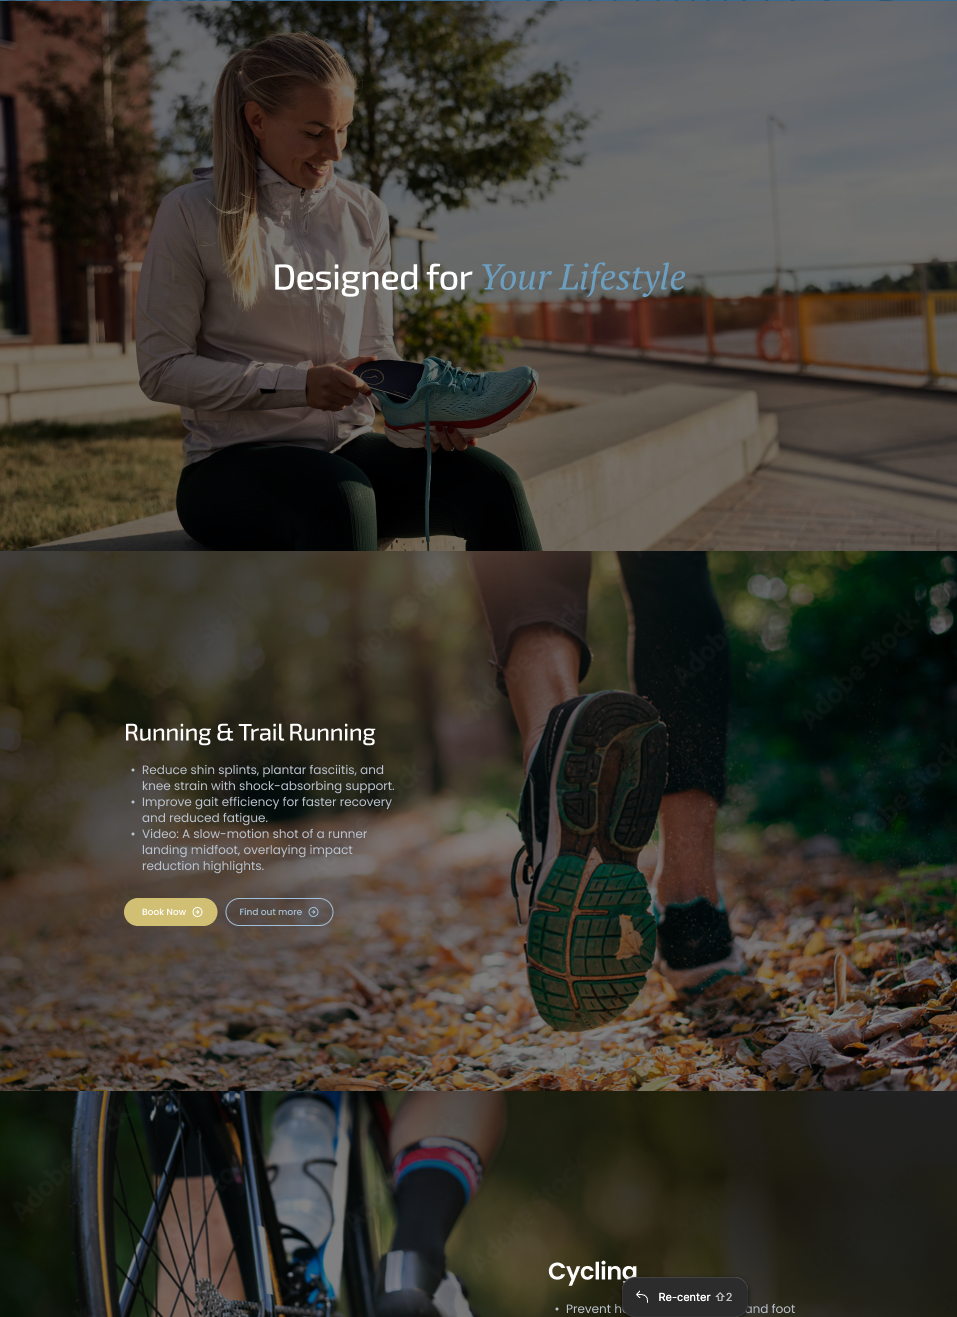 Designed for Your Lifestyle
Running & Trail Running
• Reduce shin splints, plantar fasciitis, and
knee strain with shock-absorbing support.
• Improve gait efficiency for faster recovery
and reduced fatigue.
• Video: A slow-motion shot of a runner
landing midfoot, overlaying impact
reduction highlights.
Book Now Find out more
Adobe Stock
Cycling
Re-center ⇧2
• Prevent and foot